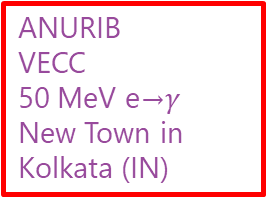 ANURIB
VECC
50 MeV e→γ
New Town in
Kolkata (IN)